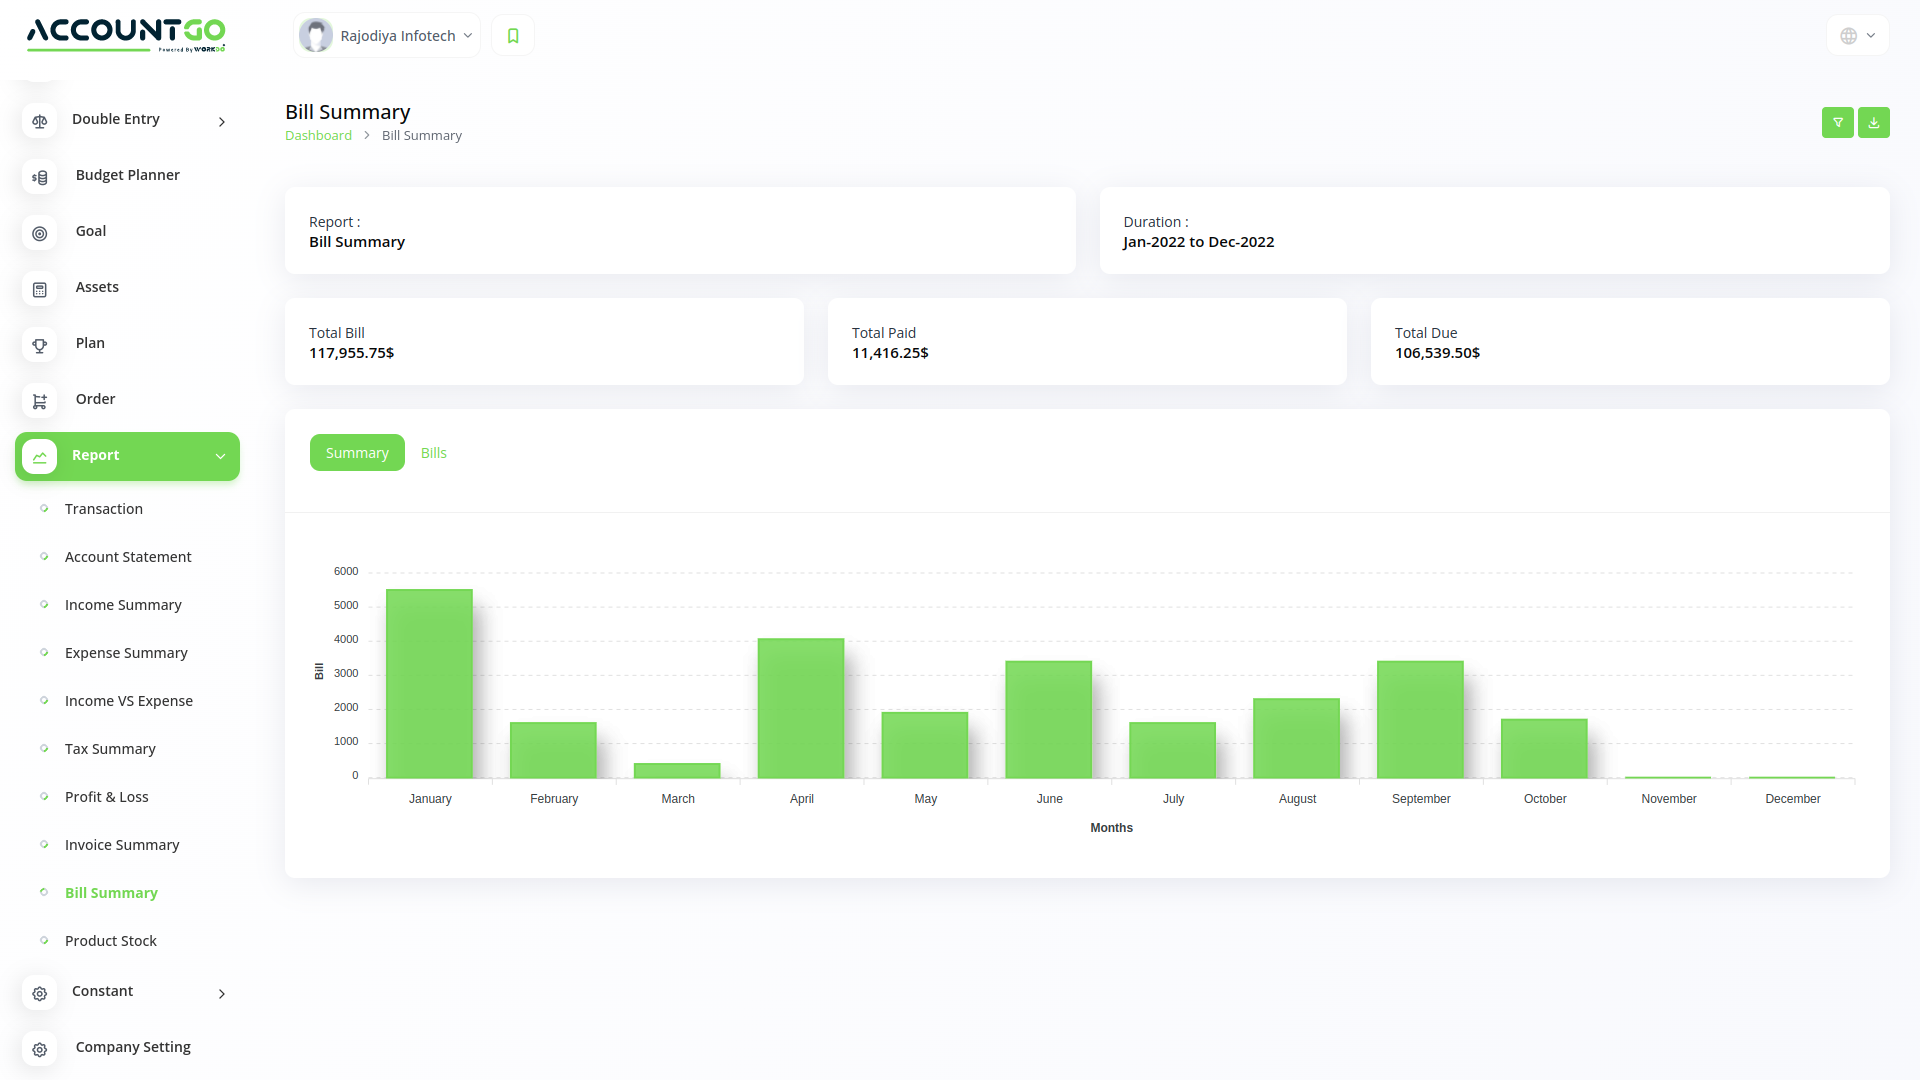 ACCOUNTGO
Powered By WORKDO
Rajodiya Infotech
Double Entry
Budget Planner
Goal
Assets
Plan
Order
Report
Transaction
Account Statement
Income Summary
Expense Summary
Income VS Expense
Tax Summary
Profit & Loss
Invoice Summary
Bill Summary
Product Stock
Constant
Company Setting
Bill Summary
Dashboard > Bill Summary
Report :
Bill Summary
Duration :
Jan-2022 to Dec-2022
Total Bill
117,955.75$
Total Paid
11,416.25$
Total Due
106,539.50$
Summary Bills
6000
5000
4000
3000
2000
1000
0
Bill
January February March April May June July August September October November December
Months